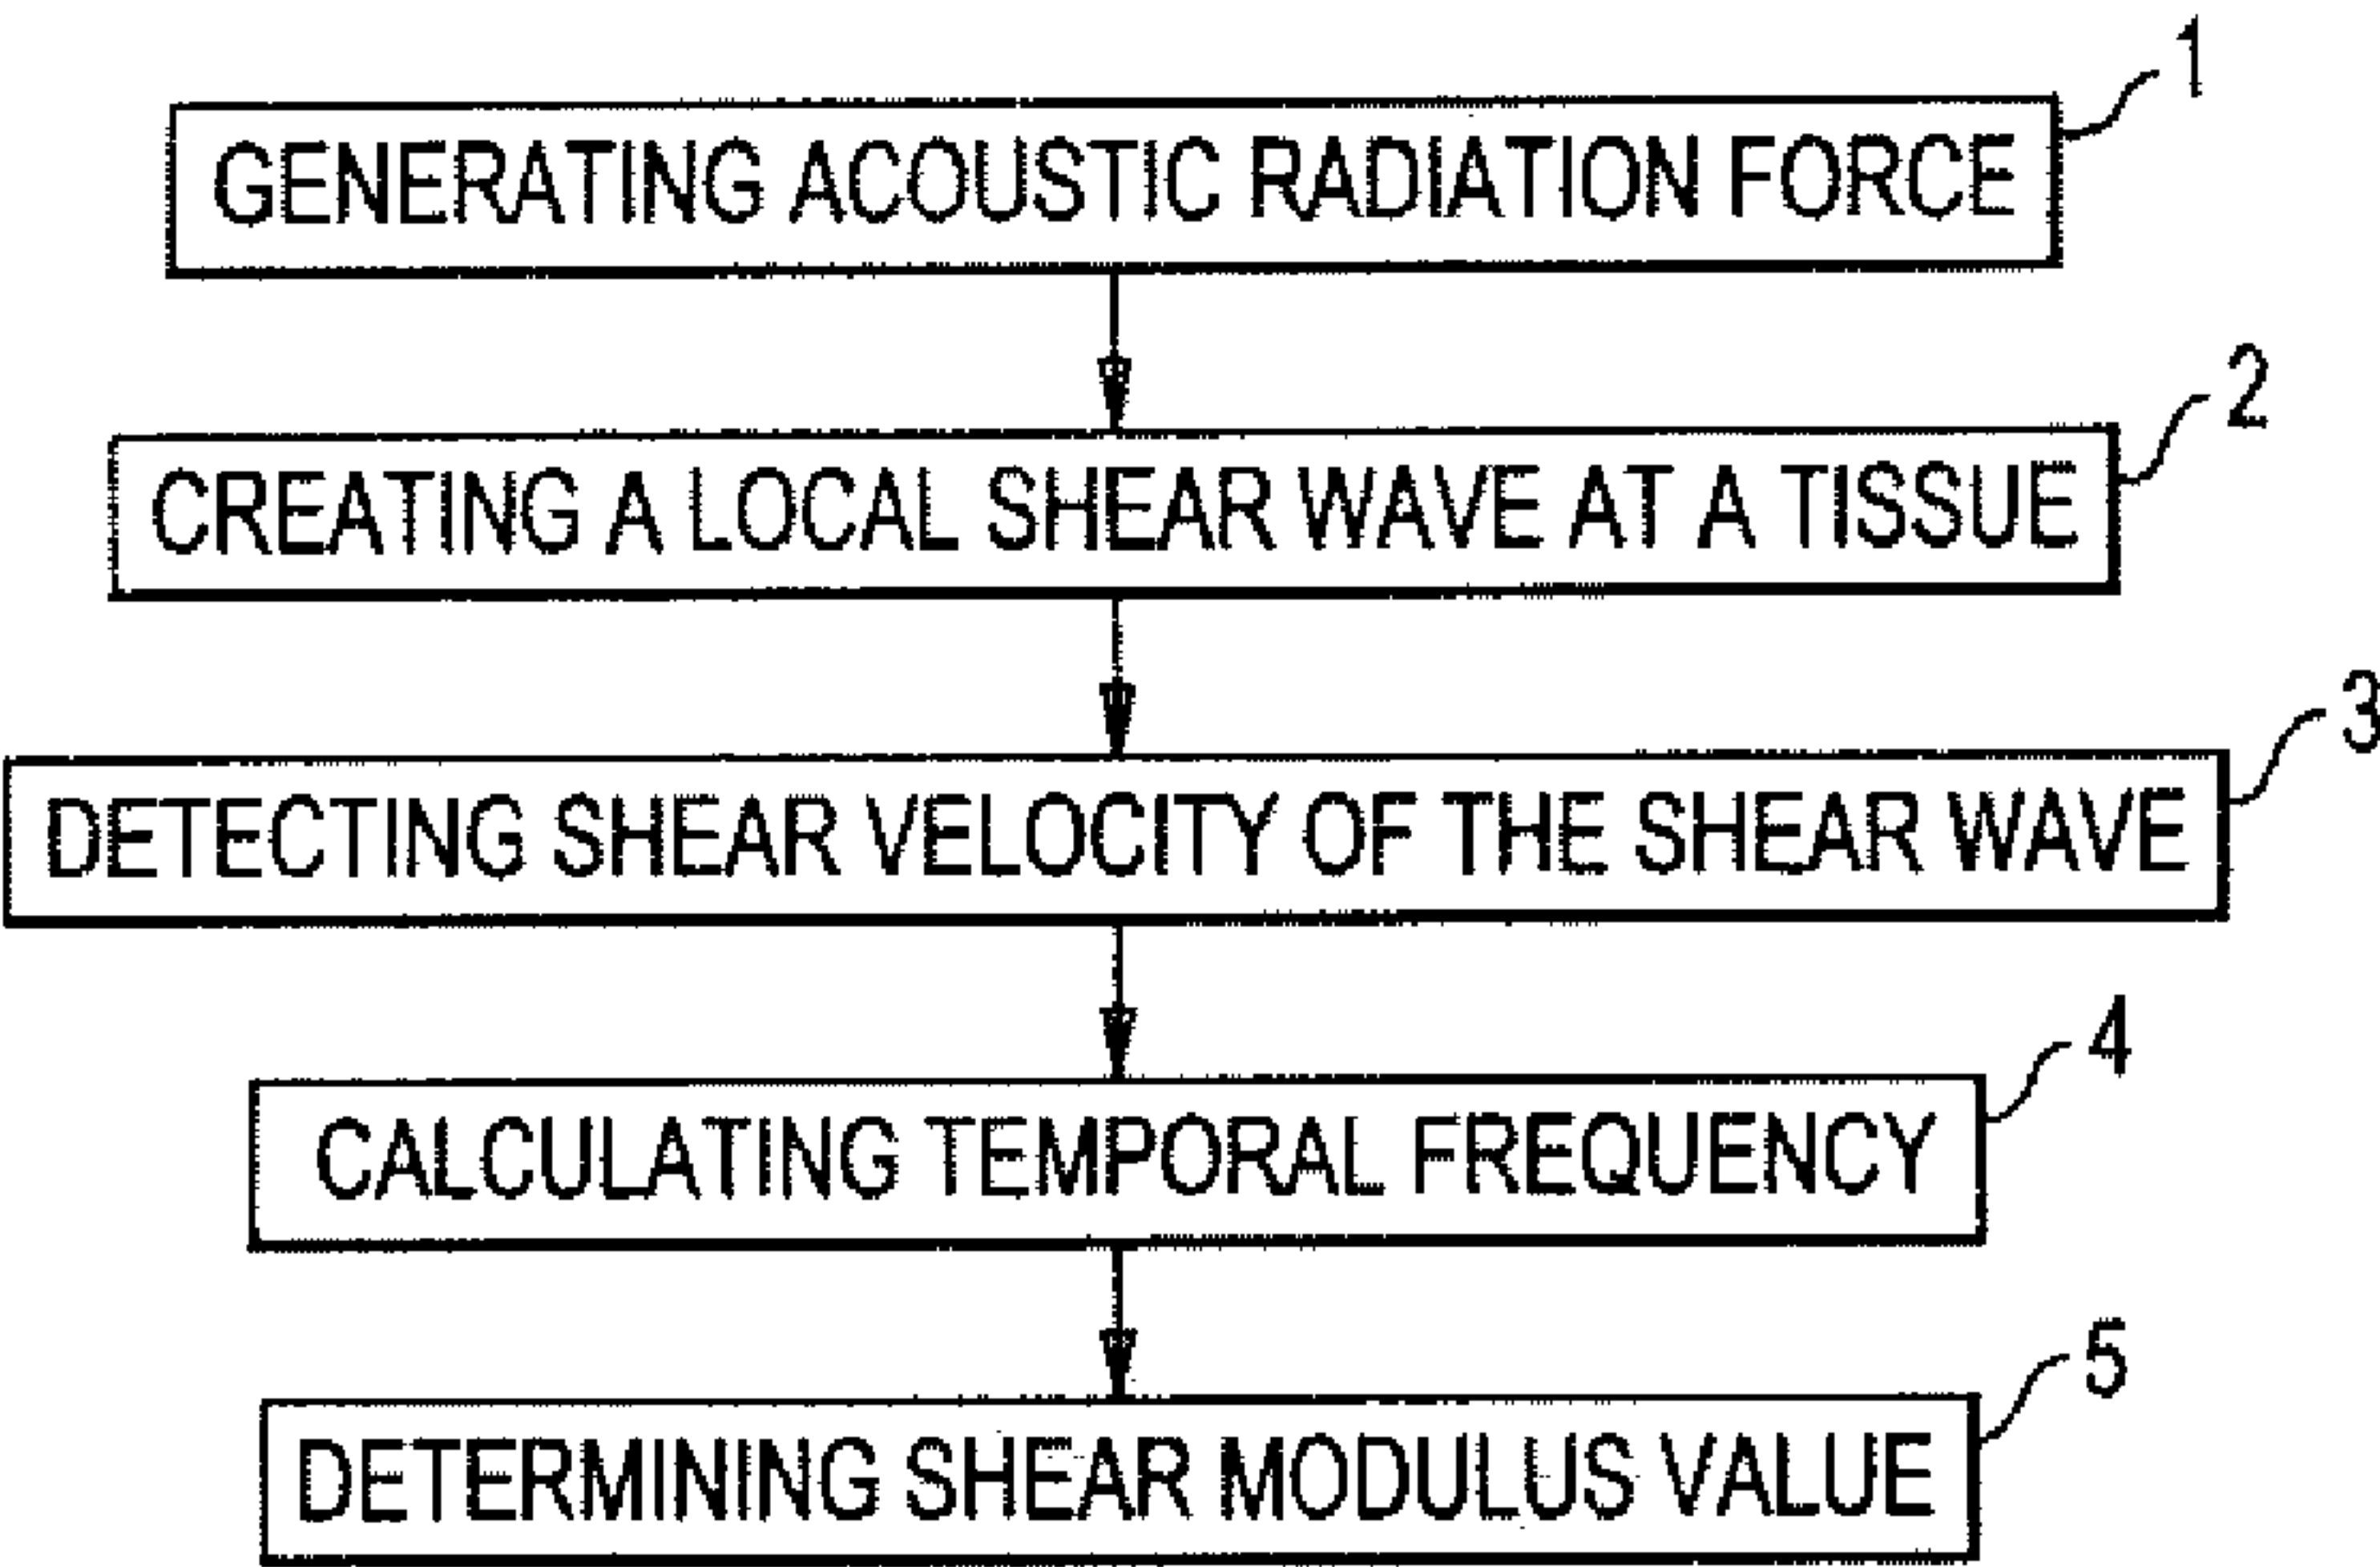 1
GENERATING ACOUSTIC RADIATION FORCE
2
CREATING A LOCAL SHEAR WAVE AT A TISSUE
3
DETECTING SHEAR VELOCITY OF THE SHEAR WAVE
4
CALCULATING TEMPORAL FREQUENCY
5
DETERMINING SHEAR MODULUS VALUE